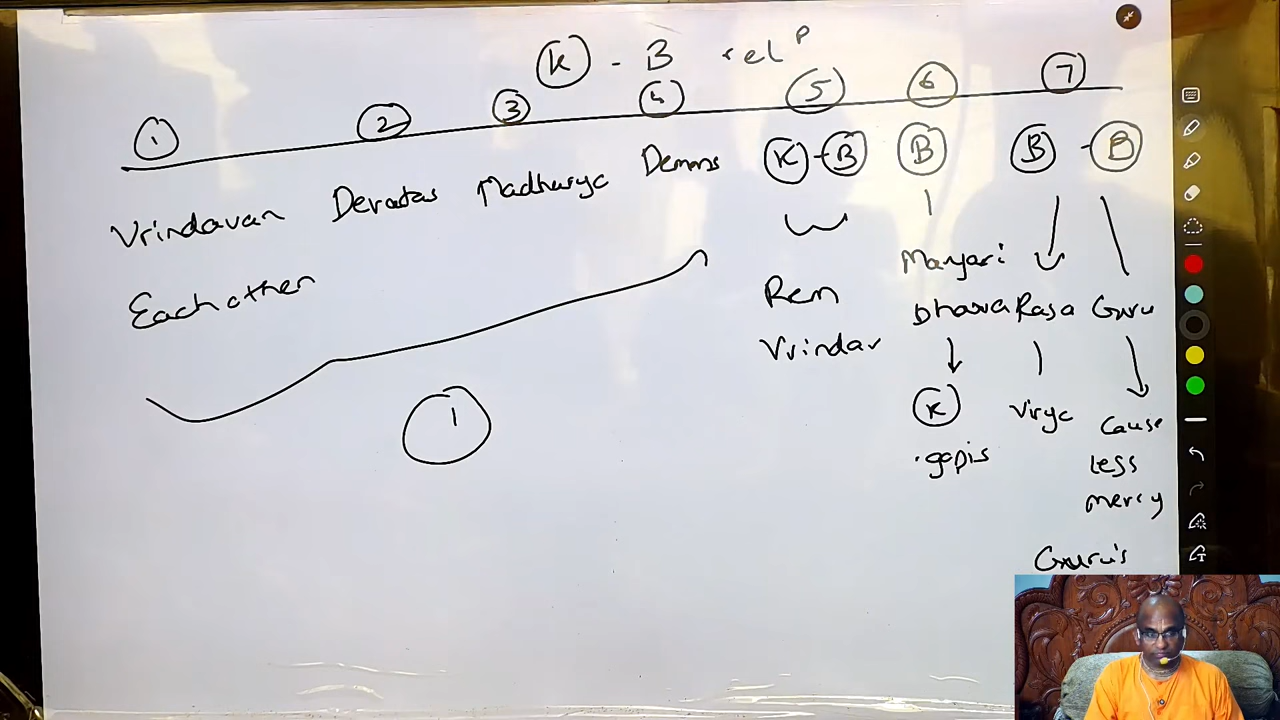 K - B relP
1 2 3 4 5 6 7
Vrindavan Devatas Madhurya Demons K - B B B - B
Each other
1
Rem
Vrindav
Manjari
bhava
K
gopis
Rasa
Virya
Guru
Cause
less
mercy
Guru's